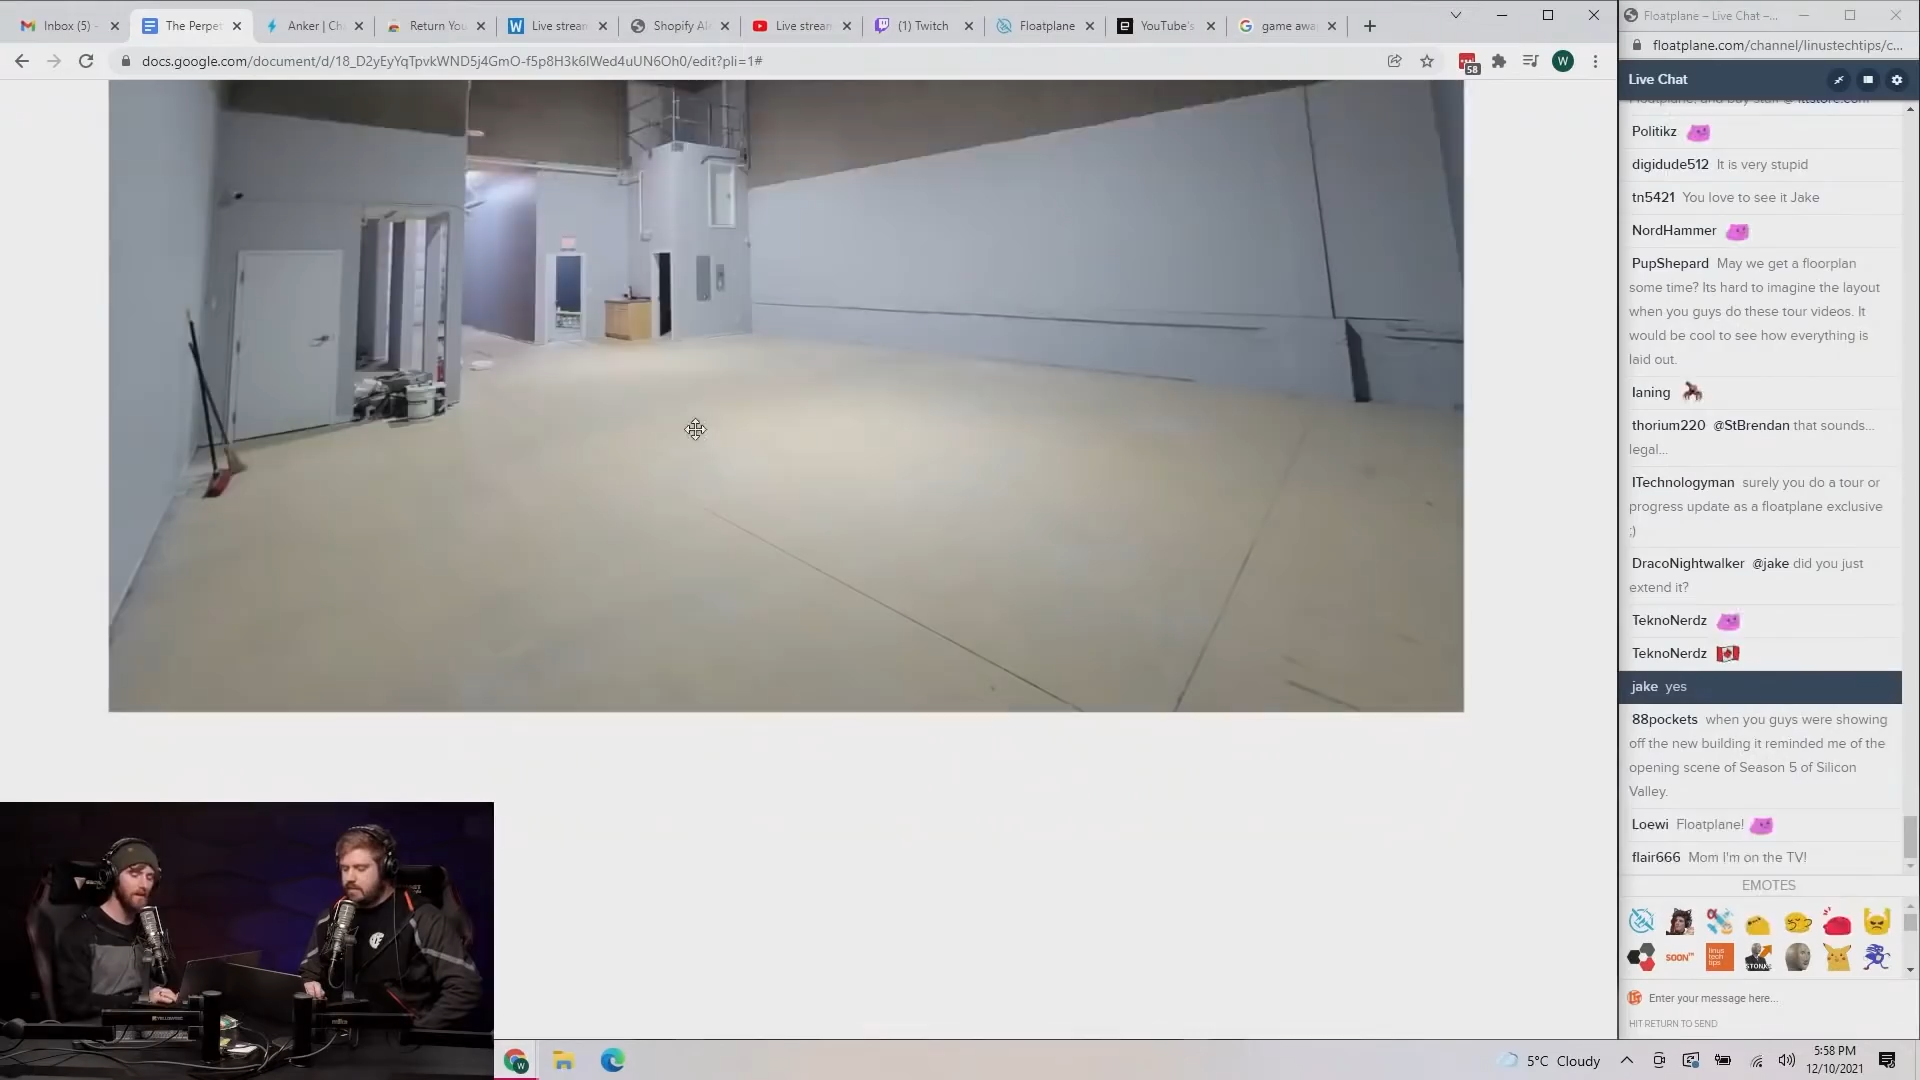 Inbox (5) -
The Perpet
Anker | Ch
Return You
Live stream
Shopify Al
Live stream
(1) Twitch
Floatplane
YouTube's
game awa
docs.google.com/document/d/18_D2yEyYqTpvkWND5j4GmO-f5p8H3k6lWed4uUN6Oh0/edit?pli=1#
58
W
Floatplane – Live Chat –...
floatplane.com/channel/linustechtips/c...
Live Chat
Politikz
digidude512 It is very stupid
tn5421 You love to see it Jake
NordHammer
PupShepard May we get a floorplan
some time? Its hard to imagine the layout
when you guys do these tour videos. It
would be cool to see how everything is
laid out.
laning
thorium220 @StBrendan that sounds...
legal...
ITechnologyman surely you do a tour or
progress update as a floatplane exclusive
;)
DracoNightwalker @jake did you just
extend it?
TeknoNerdz
TeknoNerdz
jake yes
88pockets when you guys were showing
off the new building it reminded me of the
opening scene of Season 5 of Silicon
Valley.
Loewi Floatplane!
flair666 Mom I'm on the TV!
EMOTES
SOON™
linus
tech
tips
STONKS
Enter your message here...
HIT RETURN TO SEND
W
5°C Cloudy
5:58 PM
12/10/2021